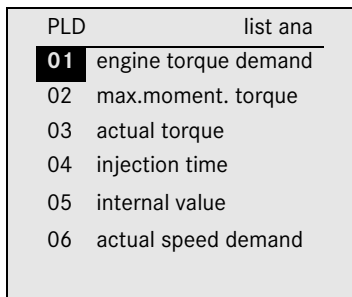 PLD list ana
01 engine torque demand
02 max.moment. torque
03 actual torque
04 injection time
05 internal value
06 actual speed demand